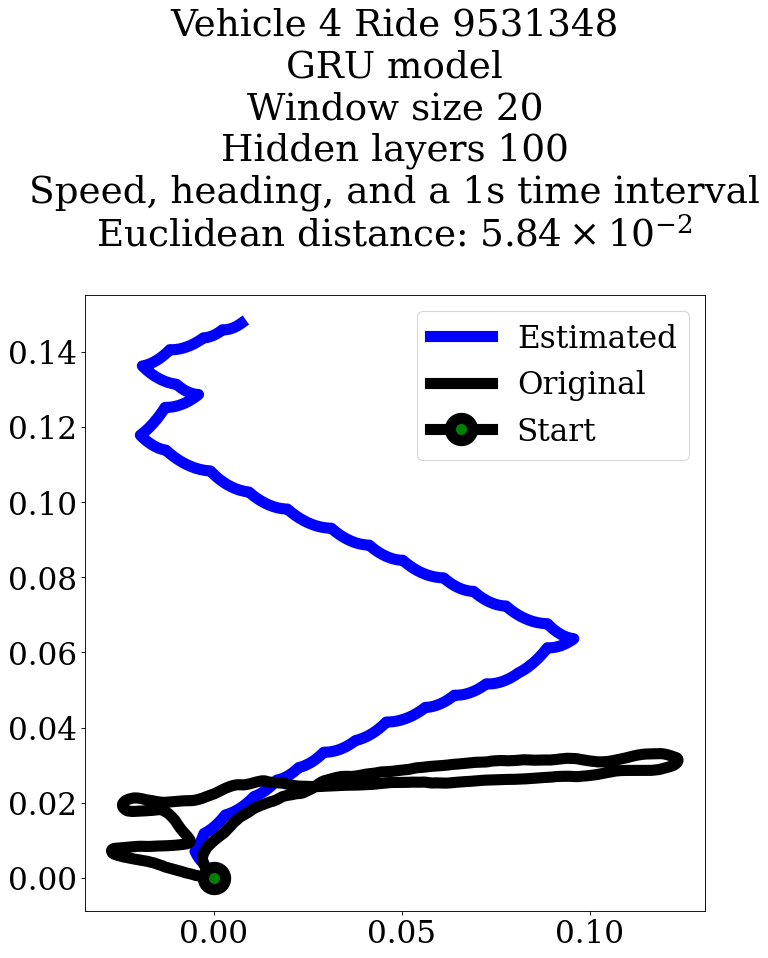 Vehicle 4 Ride 9531348
GRU model
Window size 20
Hidden layers 100
Speed, heading, and a 1s time interval
Euclidean distance: 5.84 × 10⁻²
Estimated
Original
Start
0.14
0.12
0.10
0.08
0.06
0.04
0.02
0.00
0.00 0.05 0.10